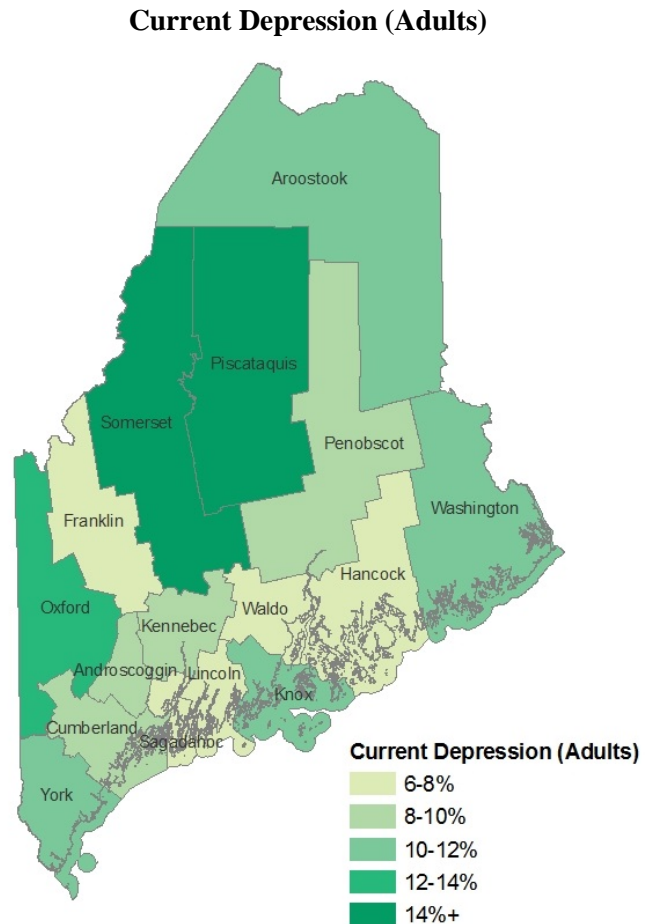 Current Depression (Adults)
Aroostook
Piscataquis
Somerset
Penobscot
Washington
Franklin
Hancock
Oxford
Waldo
Kennebec
Androscoggin
Lincoln
Knox
Cumberland
Sagadahoc
York
Current Depression (Adults)
6-8%
8-10%
10-12%
12-14%
14%+